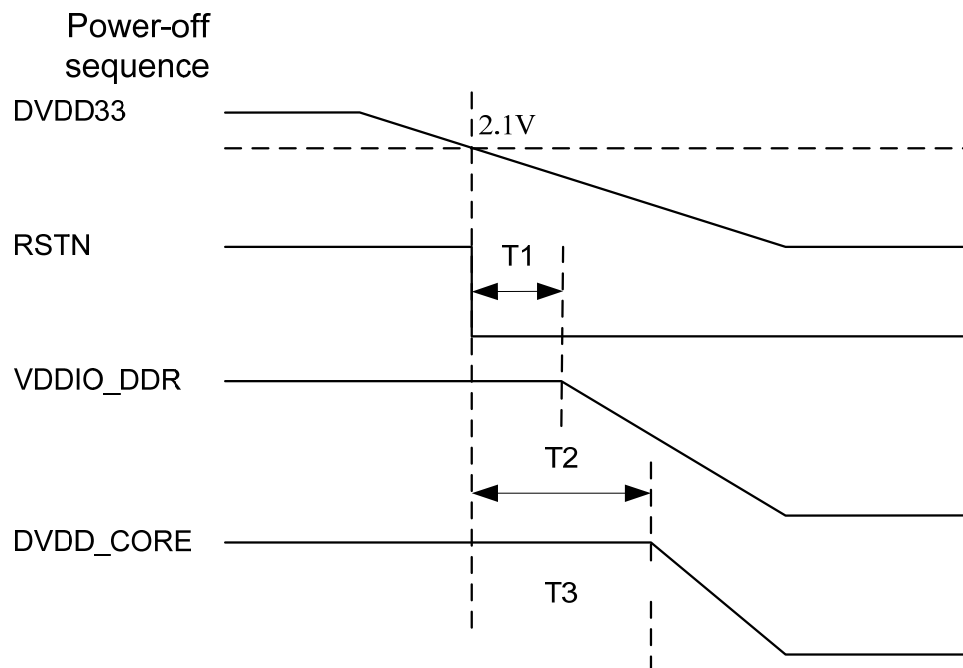 Power-off
sequence
DVDD33
2.1V
RSTN
T1
VDDIO_DDR
T2
DVDD_CORE
T3